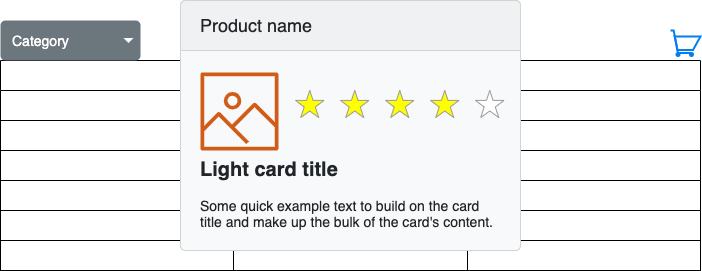 Product name
Category
Light card title
Some quick example text to build on the card
title and make up the bulk of the card's content.